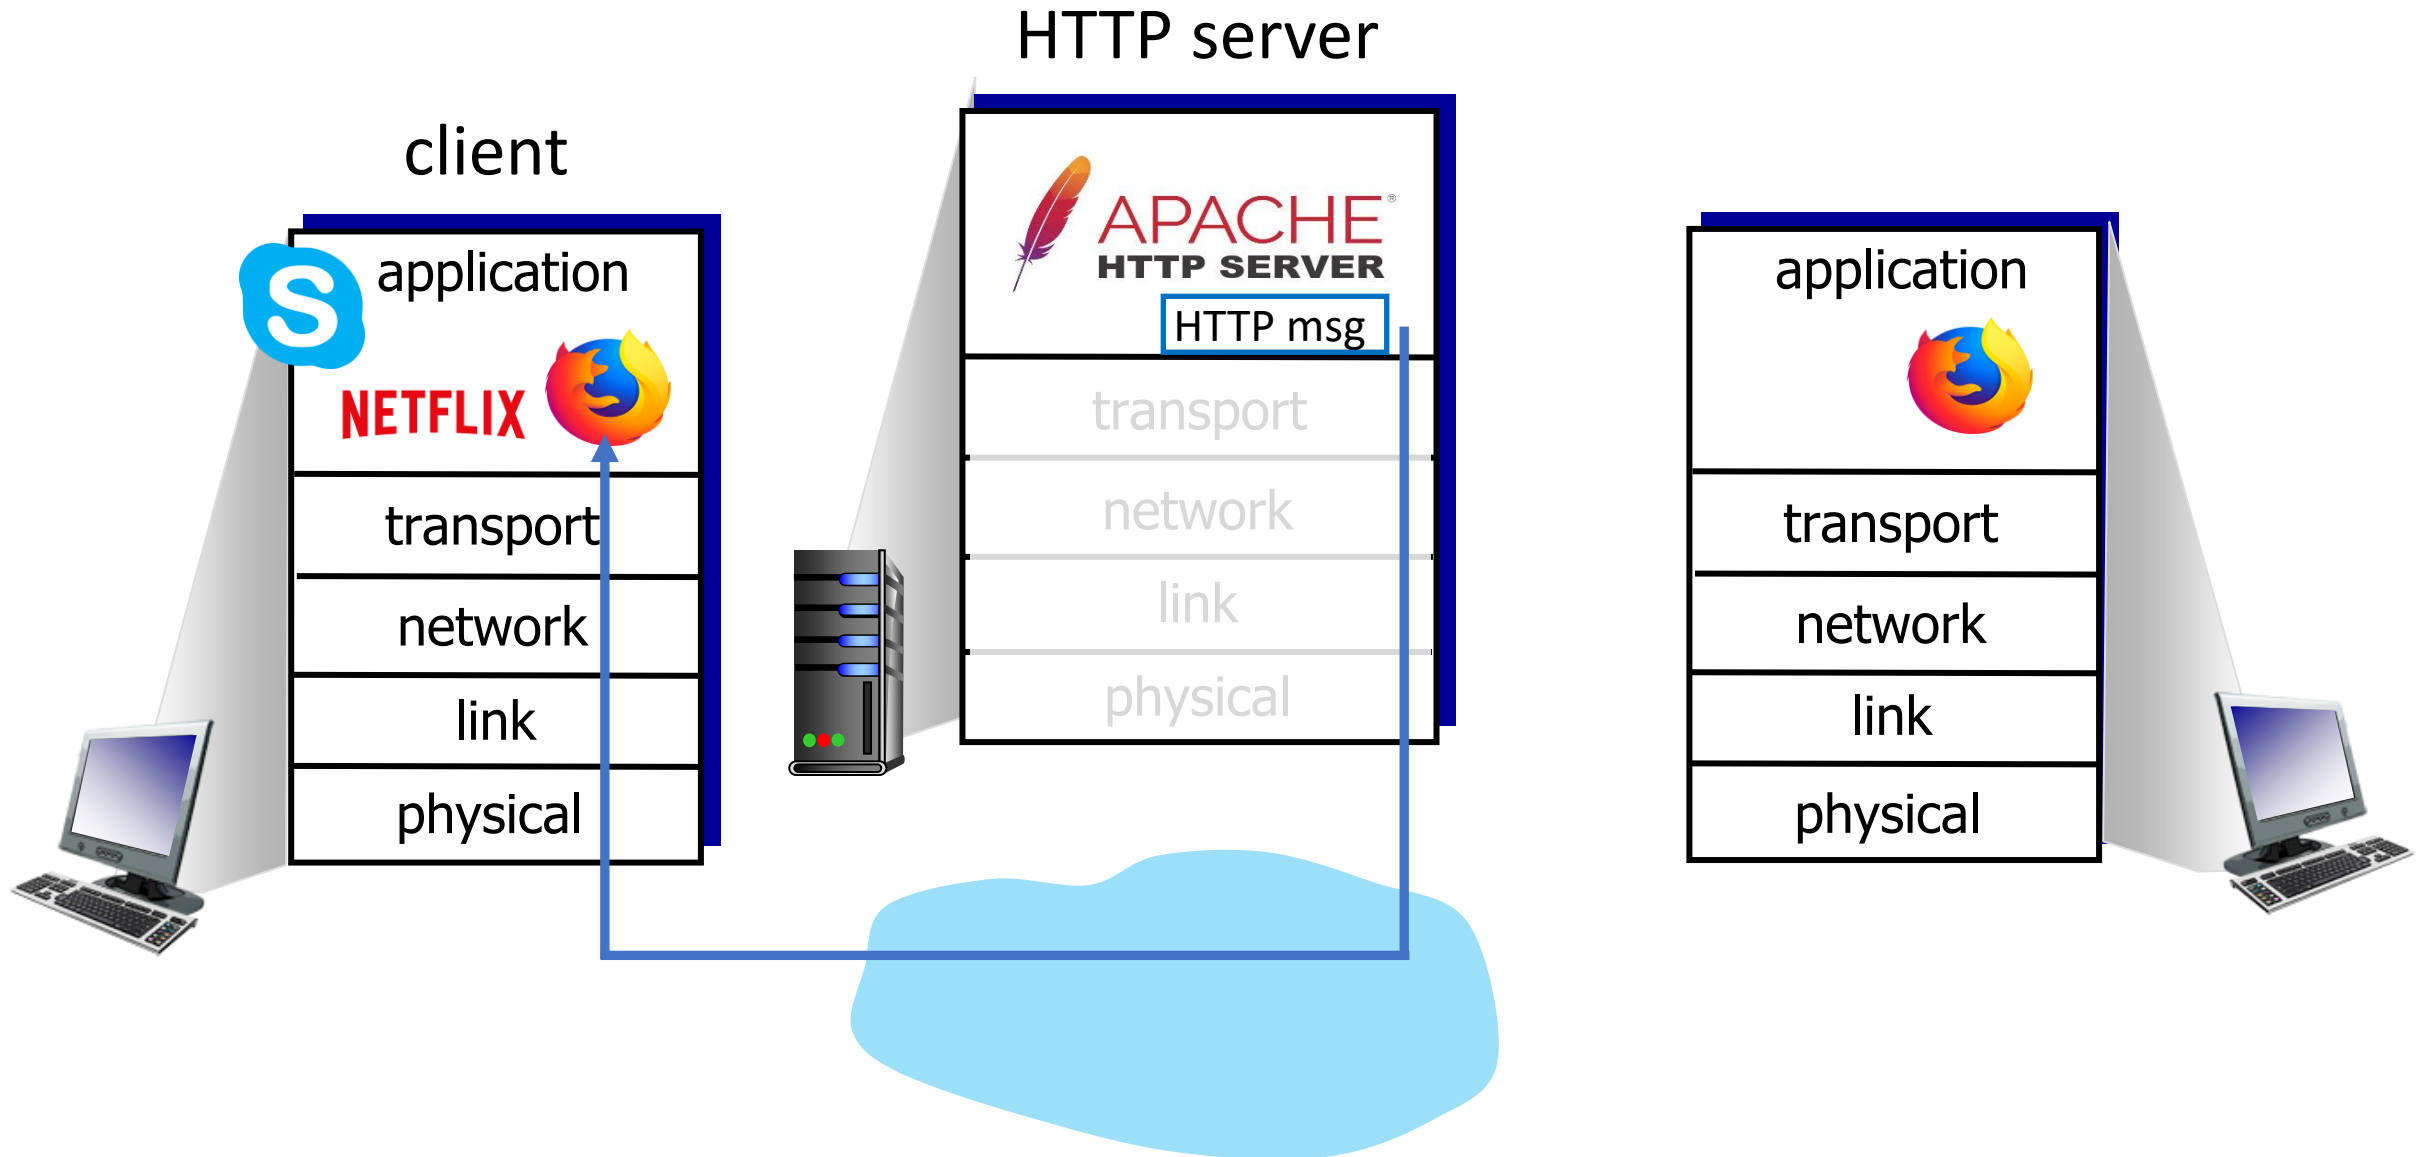 HTTP server
client
application
NETFLIX
transport
network
link
physical
APACHE®
HTTP SERVER
HTTP msg
transport
network
link
physical
application
transport
network
link
physical